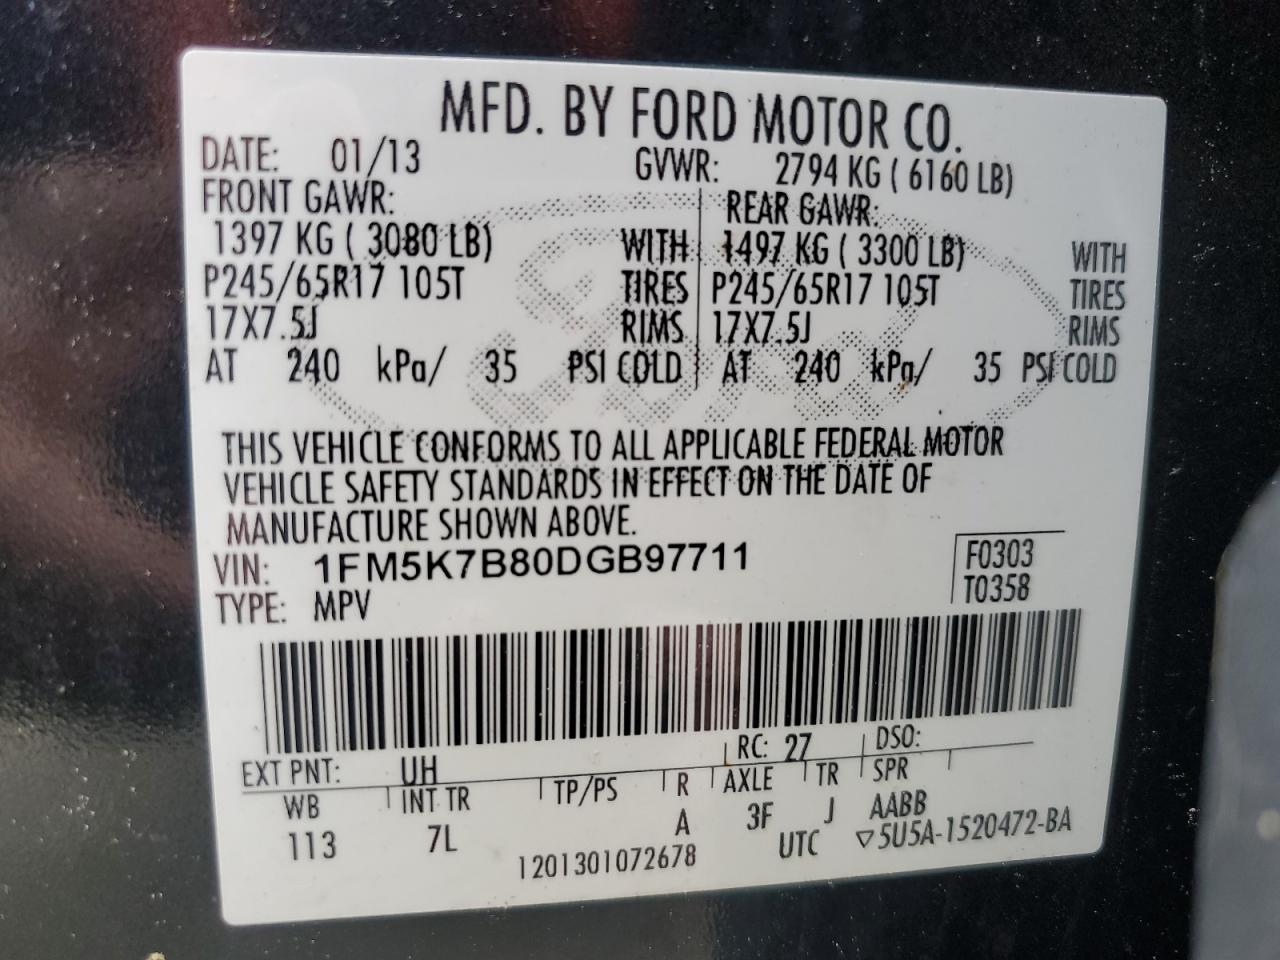 MFD. BY FORD MOTOR CO.
DATE: 01/13 GVWR: 2794 KG ( 6160 LB)
FRONT GAWR: REAR GAWR:
1397 KG ( 3080 LB) WITH 1497 KG ( 3300 LB) WITH
P245/65R17 105T TIRES P245/65R17 105T TIRES
17X7.5J RIMS 17X7.5J RIMS
AT 240 kPa/ 35 PSI COLD AT 240 kPa/ 35 PSI COLD
Ford
THIS VEHICLE CONFORMS TO ALL APPLICABLE FEDERAL MOTOR
VEHICLE SAFETY STANDARDS IN EFFECT ON THE DATE OF
MANUFACTURE SHOWN ABOVE.
VIN: 1FM5K7B80DGB97711 F0303
TYPE: MPV T0358
EXT PNT: UH RC: 27 DSO:
WB INT TR TP/PS R AXLE TR SPR
113 7L A 3F J AABB
1201301072678 UTC ▽5U5A-1520472-BA